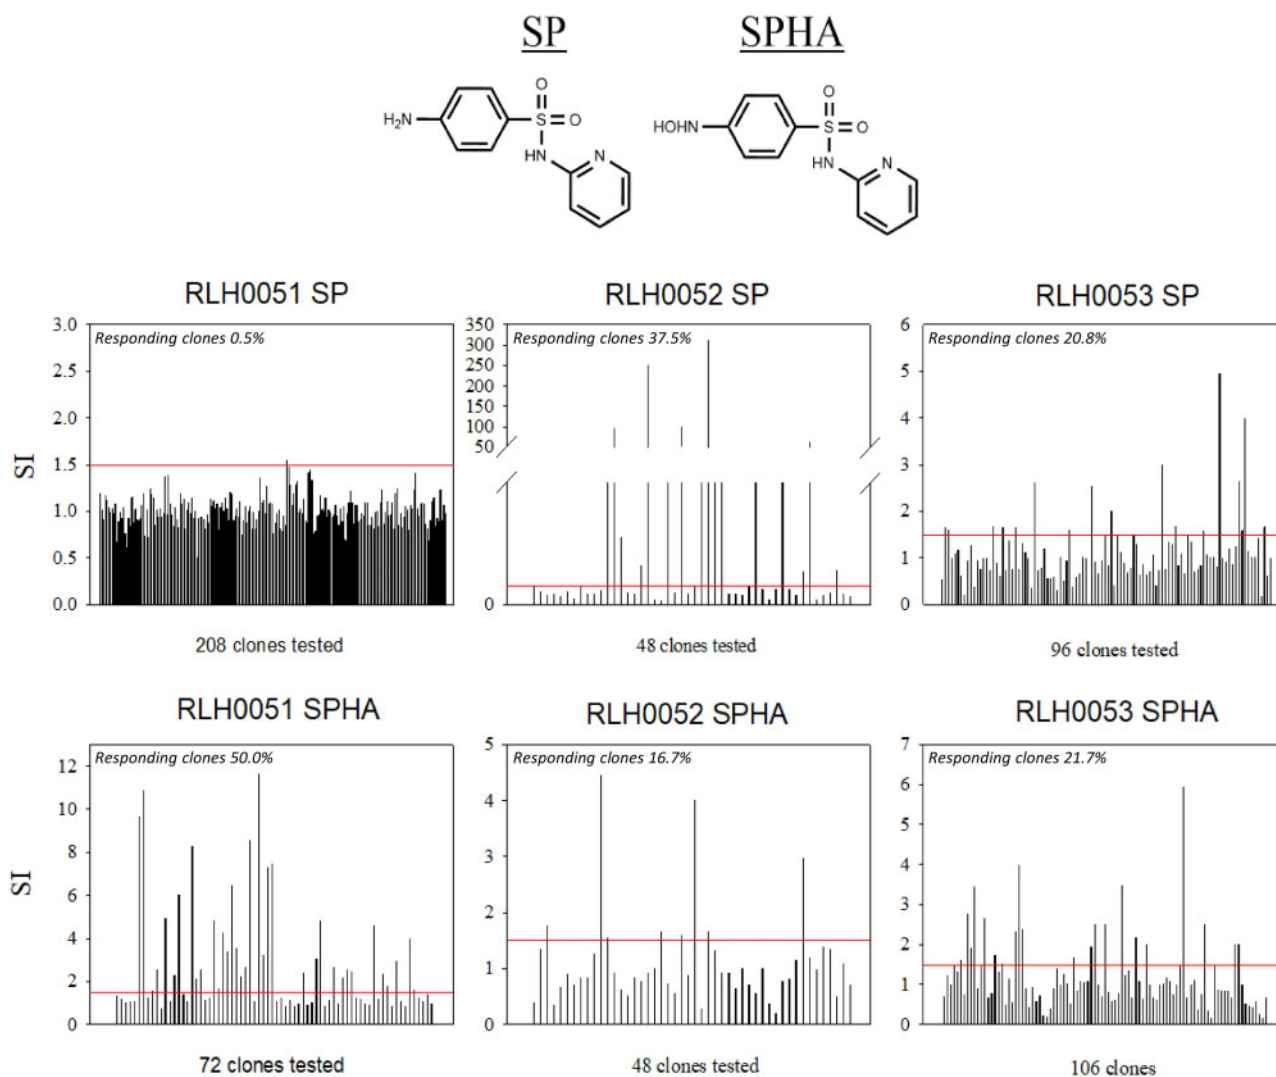 SP SPHA
H₂N S O O HN N
HOHN S O O HN N
RLH0051 SP
Responding clones 0.5%
SI
3.0
2.5
2.0
1.5
1.0
0.5
0.0
208 clones tested
RLH0052 SP
Responding clones 37.5%
350
300
250
200
150
100
50
0
48 clones tested
RLH0053 SP
Responding clones 20.8%
6
5
4
3
2
1
0
96 clones tested
RLH0051 SPHA
Responding clones 50.0%
SI
12
10
8
6
4
2
0
72 clones tested
RLH0052 SPHA
Responding clones 16.7%
5
4
3
2
1
0
48 clones tested
RLH0053 SPHA
Responding clones 21.7%
7
6
5
4
3
2
1
0
106 clones